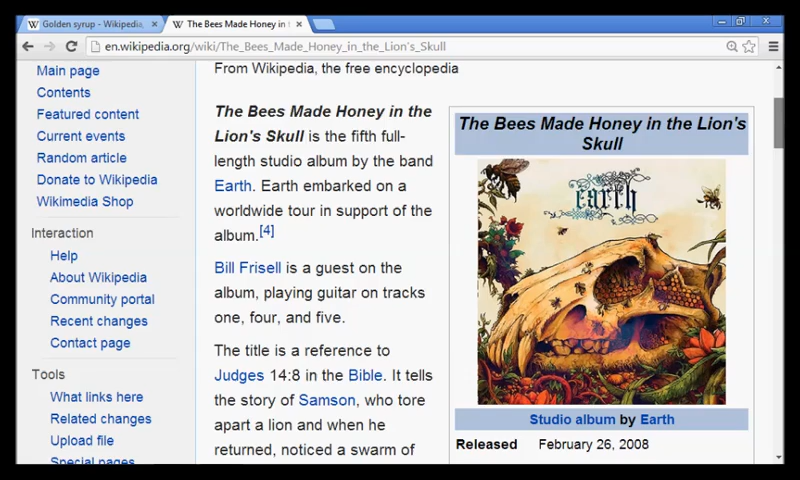 Golden syrup - Wikipedia,
The Bees Made Honey in t
en.wikipedia.org/wiki/The_Bees_Made_Honey_in_the_Lion's_Skull
Main page
Contents
Featured content
Current events
Random article
Donate to Wikipedia
Wikimedia Shop
Interaction
Help
About Wikipedia
Community portal
Recent changes
Contact page
Tools
What links here
Related changes
Upload file
Special pages
From Wikipedia, the free encyclopedia
The Bees Made Honey in the
Lion's Skull is the fifth full-
length studio album by the band
Earth. Earth embarked on a
worldwide tour in support of the
album.[4]
Bill Frisell is a guest on the
album, playing guitar on tracks
one, four, and five.
The title is a reference to
Judges 14:8 in the Bible. It tells
the story of Samson, who tore
apart a lion and when he
returned, noticed a swarm of
The Bees Made Honey in the Lion's
Skull
earth
Studio album by Earth
Released February 26, 2008